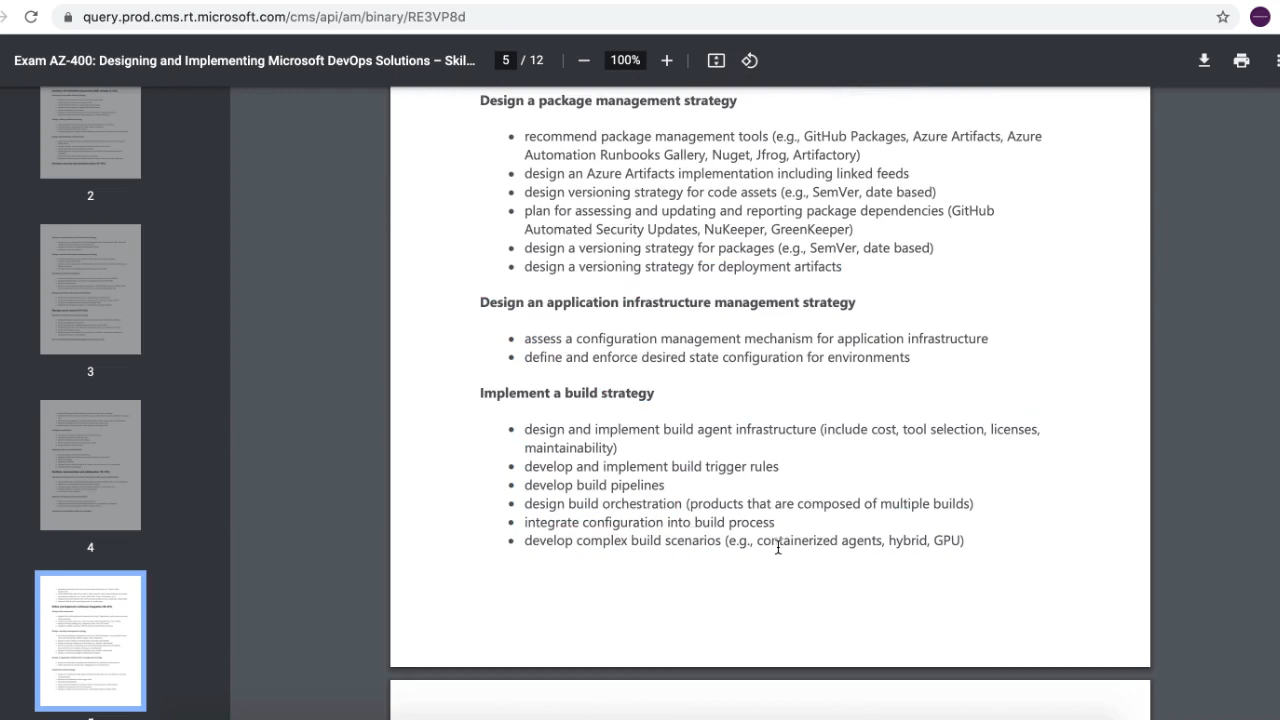 query.prod.cms.rt.microsoft.com/cms/api/am/binary/RE3VP8d
Exam AZ-400: Designing and Implementing Microsoft DevOps Solutions – Skil...
5 / 12
100%
2
3
4
Design a package management strategy
• recommend package management tools (e.g., GitHub Packages, Azure Artifacts, Azure
Automation Runbooks Gallery, Nuget, Jfrog, Artifactory)
• design an Azure Artifacts implementation including linked feeds
• design versioning strategy for code assets (e.g., SemVer, date based)
• plan for assessing and updating and reporting package dependencies (GitHub
Automated Security Updates, NuKeeper, GreenKeeper)
• design a versioning strategy for packages (e.g., SemVer, date based)
• design a versioning strategy for deployment artifacts
Design an application infrastructure management strategy
• assess a configuration management mechanism for application infrastructure
• define and enforce desired state configuration for environments
Implement a build strategy
• design and implement build agent infrastructure (include cost, tool selection, licenses,
maintainability)
• develop and implement build trigger rules
• develop build pipelines
• design build orchestration (products that are composed of multiple builds)
• integrate configuration into build process
• develop complex build scenarios (e.g., containerized agents, hybrid, GPU)